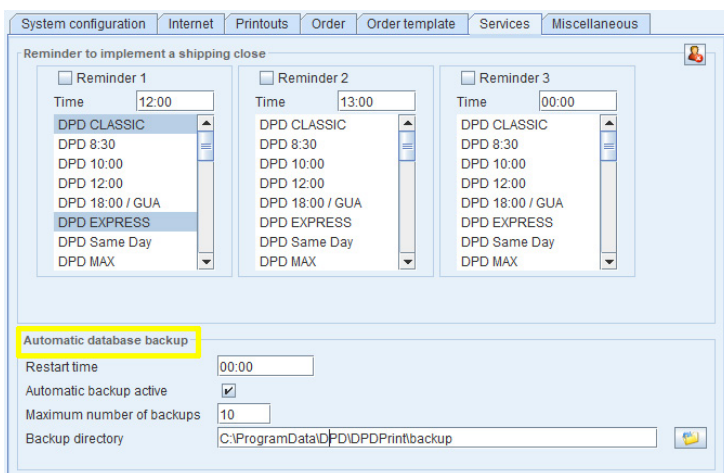 System configuration Internet Printouts Order Order template Services Miscellaneous
Reminder to implement a shipping close
Reminder 1 Reminder 2 Reminder 3
Time 12:00 Time 13:00 Time 00:00
DPD CLASSIC DPD CLASSIC DPD CLASSIC
DPD 8:30 DPD 8:30 DPD 8:30
DPD 10:00 DPD 10:00 DPD 10:00
DPD 12:00 DPD 12:00 DPD 12:00
DPD 18:00 / GUA DPD 18:00 / GUA DPD 18:00 / GUA
DPD EXPRESS DPD EXPRESS DPD EXPRESS
DPD Same Day DPD Same Day DPD Same Day
DPD MAX DPD MAX DPD MAX
Automatic database backup
Restart time 00:00
Automatic backup active
Maximum number of backups 10
Backup directory C:\ProgramData\DPD\DPDPrint\backup